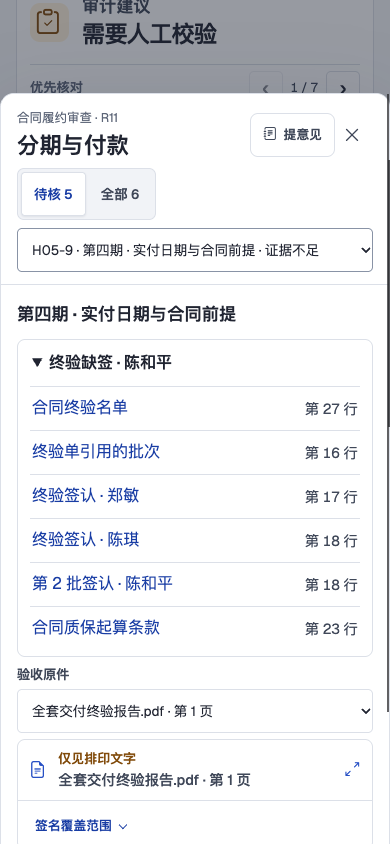 审计建议
需要人工校验
优先核对
1 / 7
合同履约审查 · R11
分期与付款
提意见
待核 5
全部 6
H05-9 · 第四期 · 实付日期与合同前提 · 证据不足
第四期 · 实付日期与合同前提
▼ 终验缺签 · 陈和平
合同终验名单 第 27 行
终验单引用的批次 第 16 行
终验签认 · 郑敏 第 17 行
终验签认 · 陈琪 第 18 行
第 2 批签认 · 陈和平 第 18 行
合同质保起算条款 第 23 行
验收原件
全套交付终验报告.pdf · 第 1 页
仅见排印文字
全套交付终验报告.pdf · 第 1 页
签名覆盖范围